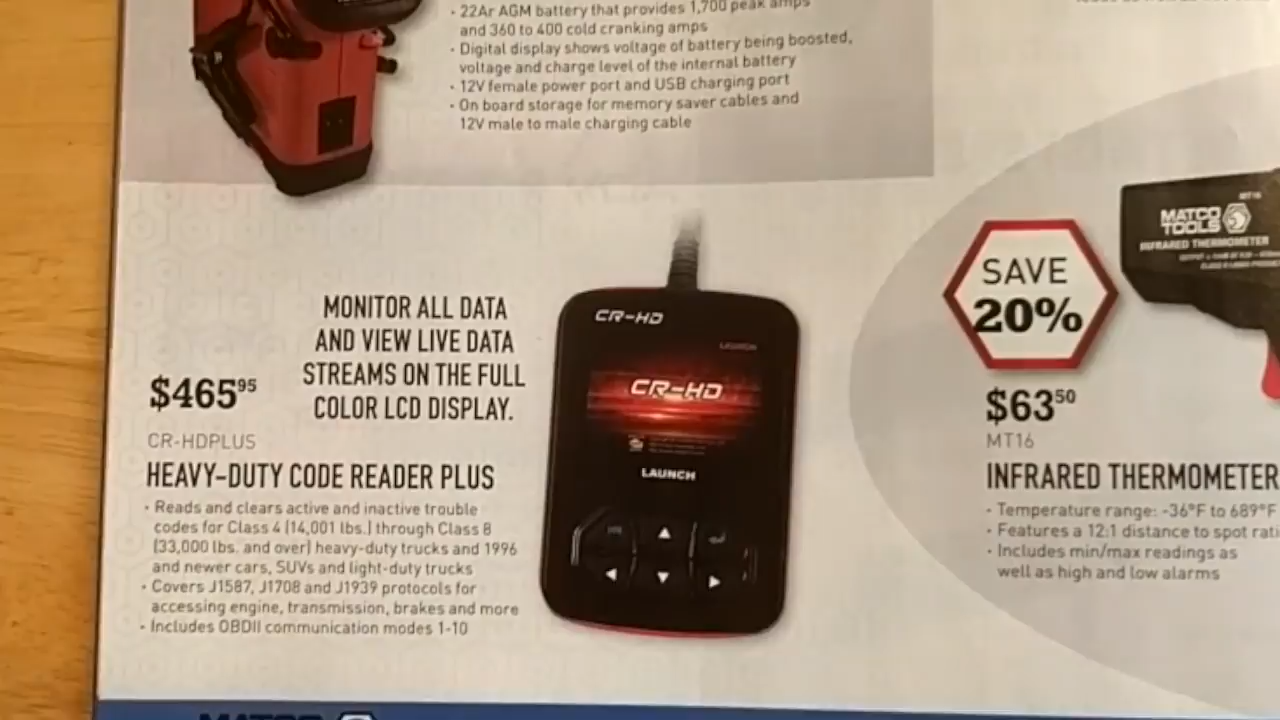 • 22Ar AGM battery that provides 1,700 peak amps
and 360 to 400 cold cranking amps
• Digital display shows voltage of battery being boosted,
voltage and charge level of the internal battery
• 12V female power port and USB charging port
• On board storage for memory saver cables and
12V male to male charging cable
MONITOR ALL DATA
AND VIEW LIVE DATA
STREAMS ON THE FULL
COLOR LCD DISPLAY.
$465⁹⁵
CR-HDPLUS
HEAVY-DUTY CODE READER PLUS
• Reads and clears active and inactive trouble
codes for Class 4 (14,001 lbs.) through Class 8
(33,000 lbs. and over) heavy-duty trucks and 1996
and newer cars, SUVs and light-duty trucks
• Covers J1587, J1708 and J1939 protocols for
accessing engine, transmission, brakes and more
• Includes OBDII communication modes 1-10
CR-HD
LAUNCH
CR-HD
LAUNCH
MT16
MATCO
TOOLS
INFRARED THERMOMETER
SAVE
20%
$63⁵⁰
MT16
INFRARED THERMOMETER
• Temperature range: -36°F to 689°F
• Features a 12:1 distance to spot rati
• Includes min/max readings as
well as high and low alarms
MATCO